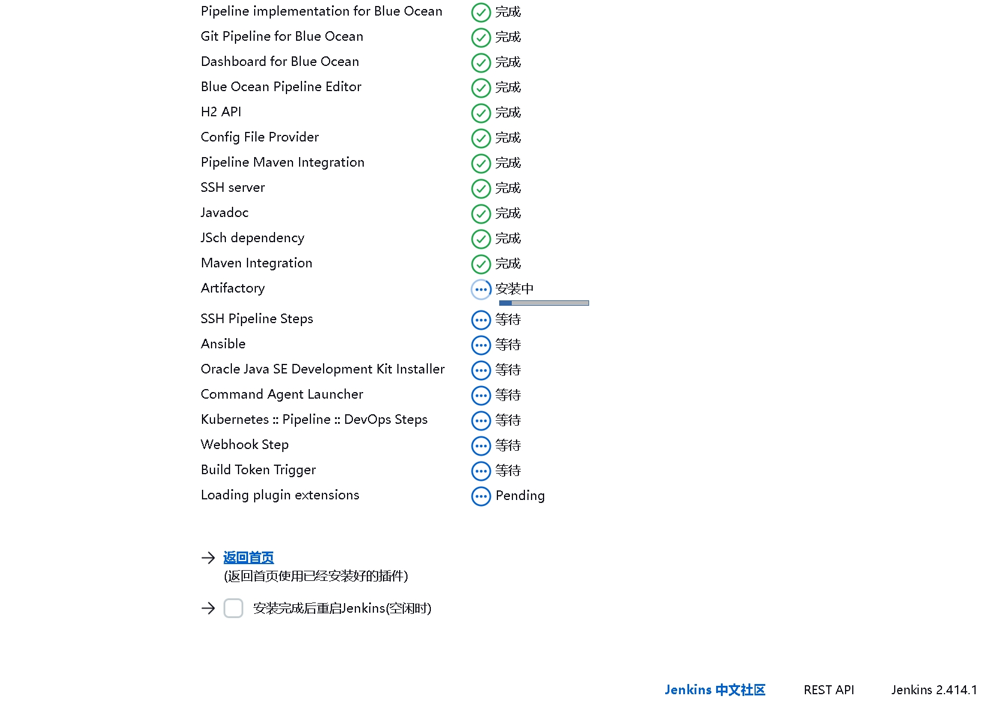 Pipeline implementation for Blue Ocean 完成
Git Pipeline for Blue Ocean 完成
Dashboard for Blue Ocean 完成
Blue Ocean Pipeline Editor 完成
H2 API 完成
Config File Provider 完成
Pipeline Maven Integration 完成
SSH server 完成
Javadoc 完成
JSch dependency 完成
Maven Integration 完成
Artifactory 安装中
SSH Pipeline Steps 等待
Ansible 等待
Oracle Java SE Development Kit Installer 等待
Command Agent Launcher 等待
Kubernetes :: Pipeline :: DevOps Steps 等待
Webhook Step 等待
Build Token Trigger 等待
Loading plugin extensions Pending
返回首页
(返回首页使用已经安装好的插件)
安装完成后重启Jenkins(空闲时)
Jenkins 中文社区 REST API Jenkins 2.414.1